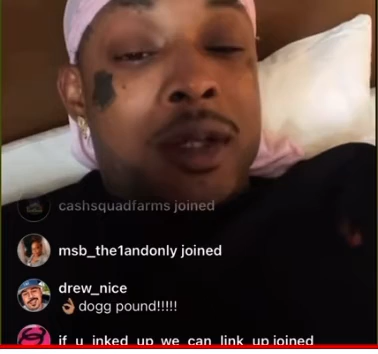 cashsquadfarms joined
msb_the1andonly joined
drew_nice
👌🏽dogg pound!!!!!
if_u_inked_up_we_can_link_up joined